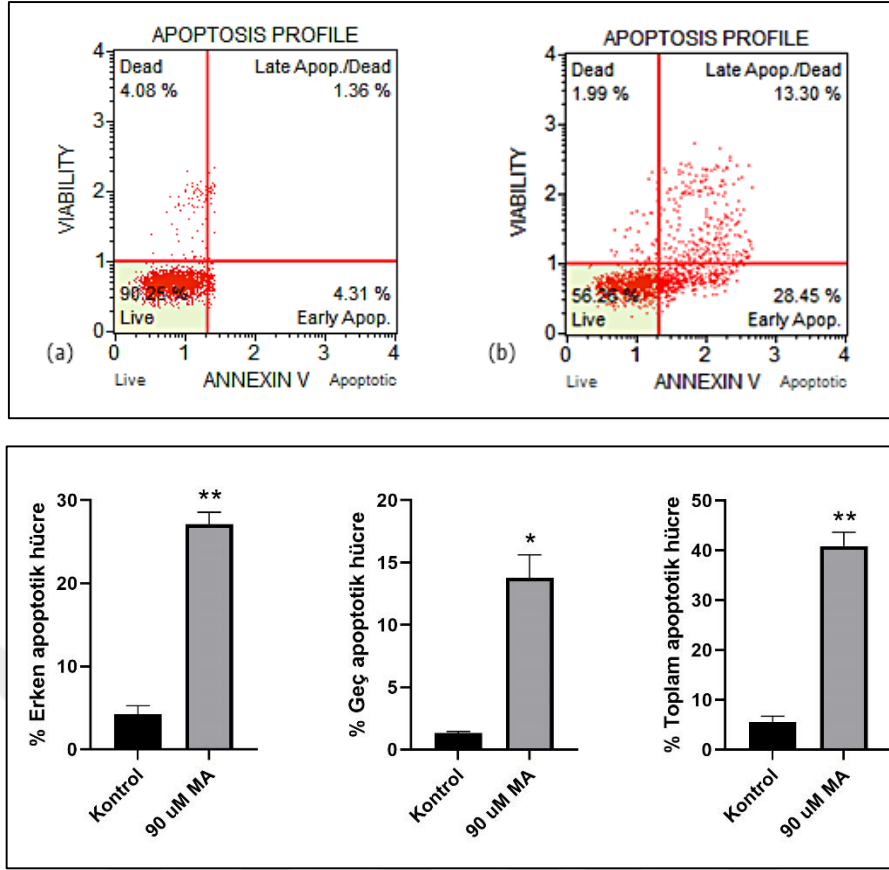 APOPTOSIS PROFILE
4
Dead
4.08 %
Late Apop./Dead
1.36 %
3
2
1
0
VIABILITY
90.25 %
Live
4.31 %
Early Apop.
(a)
0 1 2 3 4
Live
ANNEXIN V
Apoptotic
APOPTOSIS PROFILE
4
Dead
1.99 %
Late Apop./Dead
13.30 %
3
2
1
0
VIABILITY
56.26 %
Live
28.45 %
Early Apop.
(b)
0 1 2 3 4
Live
ANNEXIN V
Apoptotic
% Erken apoptotik hücre
30
20
10
0
**
Kontrol
90 uM MA
% Geç apoptotik hücre
20
15
10
5
0
*
Kontrol
90 uM MA
% Toplam apoptotik hücre
50
40
30
20
10
0
**
Kontrol
90 uM MA